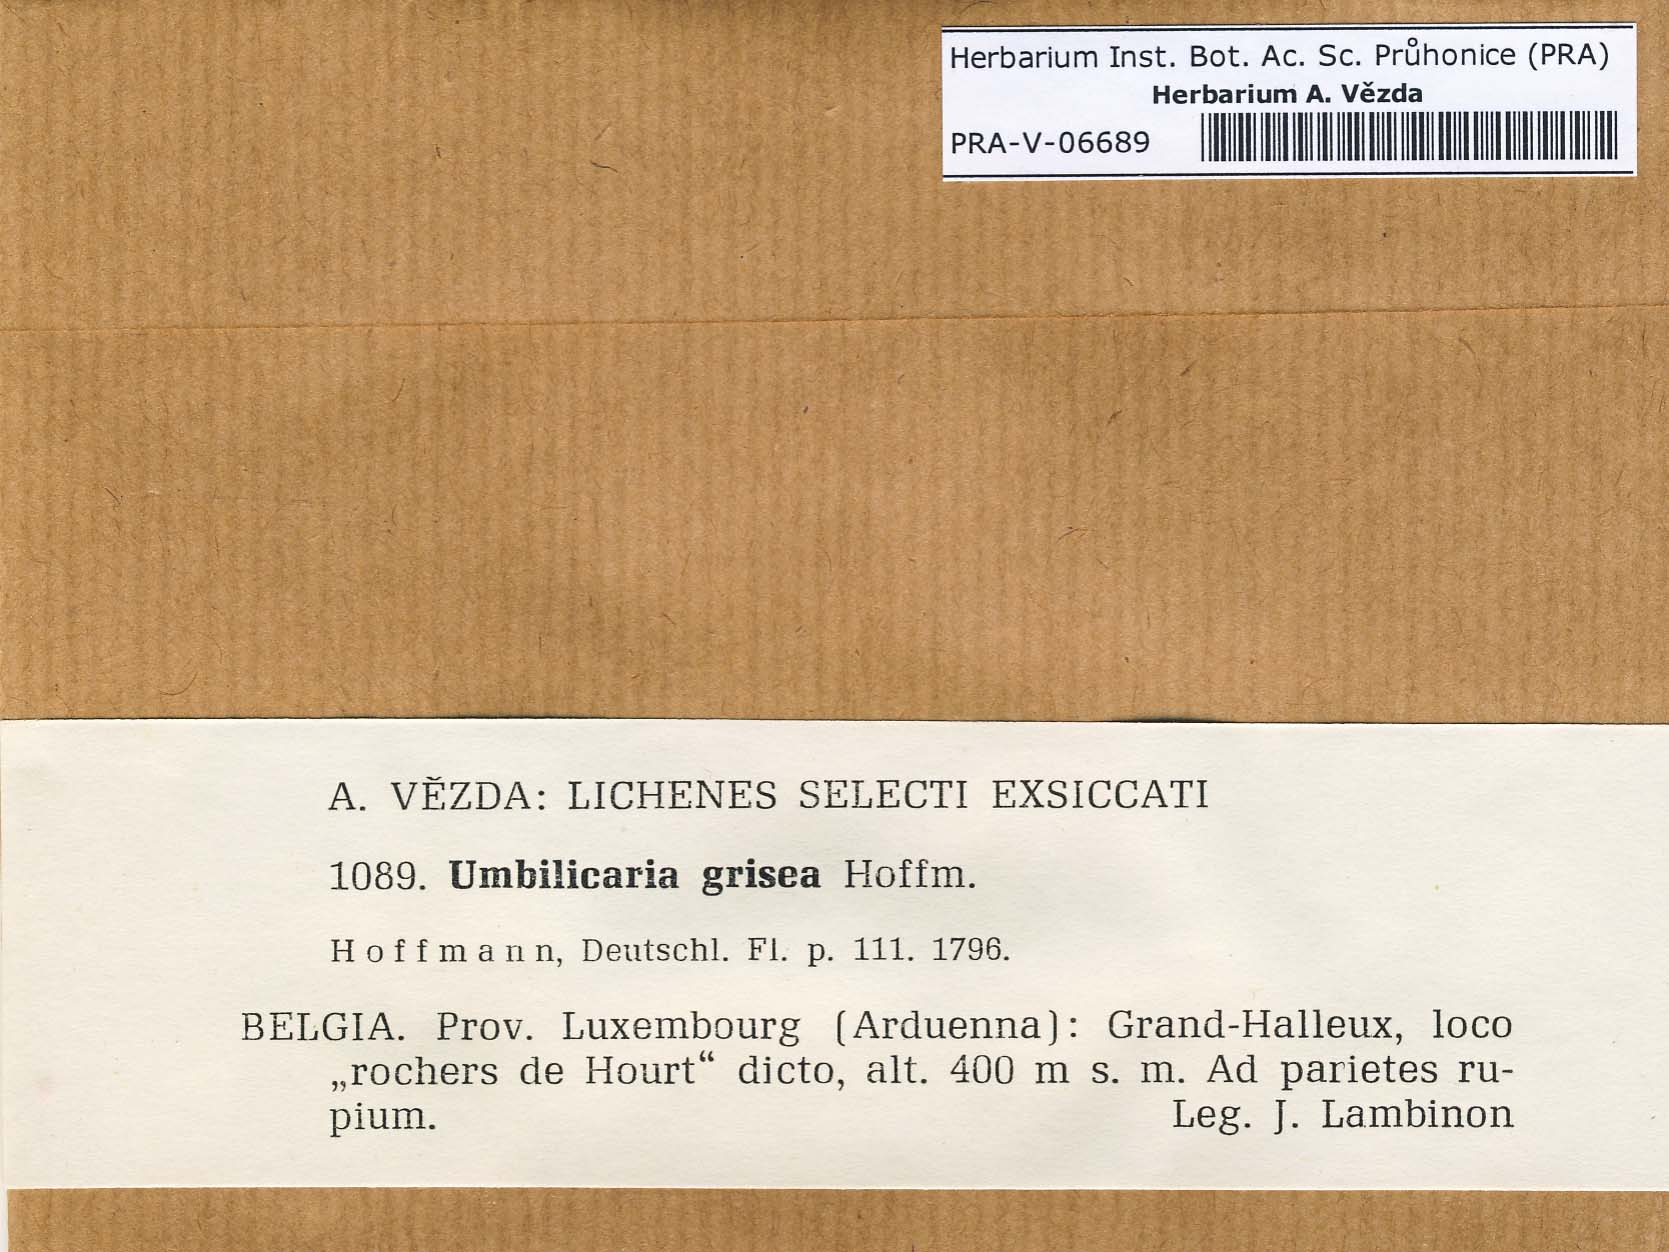 Herbarium Inst. Bot. Ac. Sc. Průhonice (PRA)
Herbarium A. Vězda
PRA-V-06689
A. VĚZDA: LICHENES SELECTI EXSICCATI
1089. Umbilicaria grisea Hoffm.
Hoffmann, Deutschl. Fl. p. 111. 1796.
BELGIA. Prov. Luxembourg (Arduenna): Grand-Halleux, loco
„rochers de Hourt“ dicto, alt. 400 m s. m. Ad parietes ru-
pium. Leg. J. Lambinon